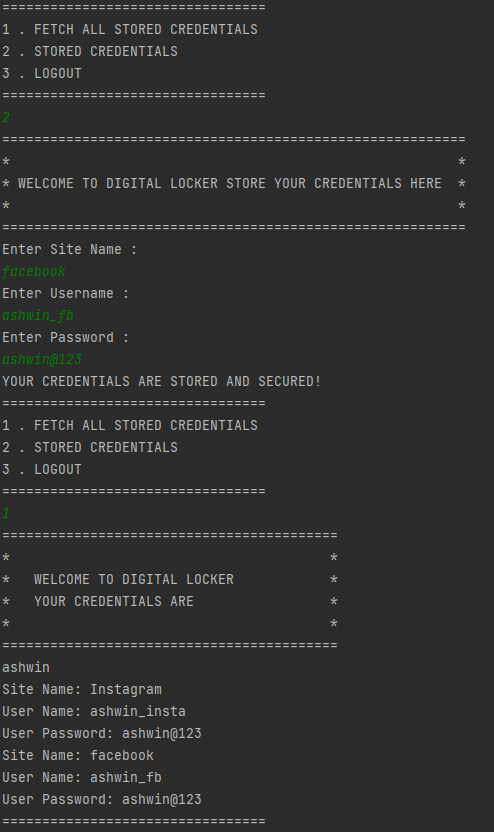 =================================
1 . FETCH ALL STORED CREDENTIALS
2 . STORED CREDENTIALS
3 . LOGOUT
=================================
2
==========================================================
*                                                        *
* WELCOME TO DIGITAL LOCKER STORE YOUR CREDENTIALS HERE  *
*                                                        *
==========================================================
Enter Site Name :
facebook
Enter Username :
ashwin_fb
Enter Password :
ashwin@123
YOUR CREDENTIALS ARE STORED AND SECURED!
=================================
1 . FETCH ALL STORED CREDENTIALS
2 . STORED CREDENTIALS
3 . LOGOUT
=================================
1
==========================================
*                                        *
*   WELCOME TO DIGITAL LOCKER            *
*   YOUR CREDENTIALS ARE                 *
*                                        *
==========================================
ashwin
Site Name: Instagram
User Name: ashwin_insta
User Password: ashwin@123
Site Name: facebook
User Name: ashwin_fb
User Password: ashwin@123
=================================